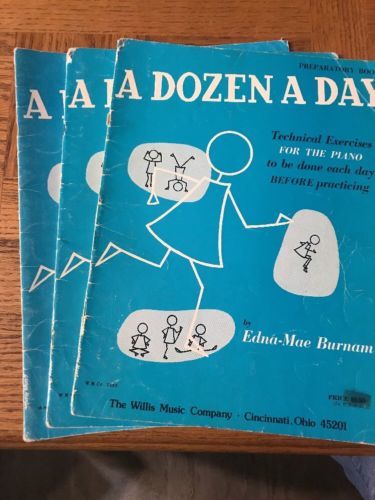 PREPARATORY BOOK
A DOZEN A DAY
Technical Exercises
FOR THE PIANO
to be done each day
BEFORE practicing
by
Edna-Mae Burnam
The Willis Music Company • Cincinnati, Ohio 45201
A
A